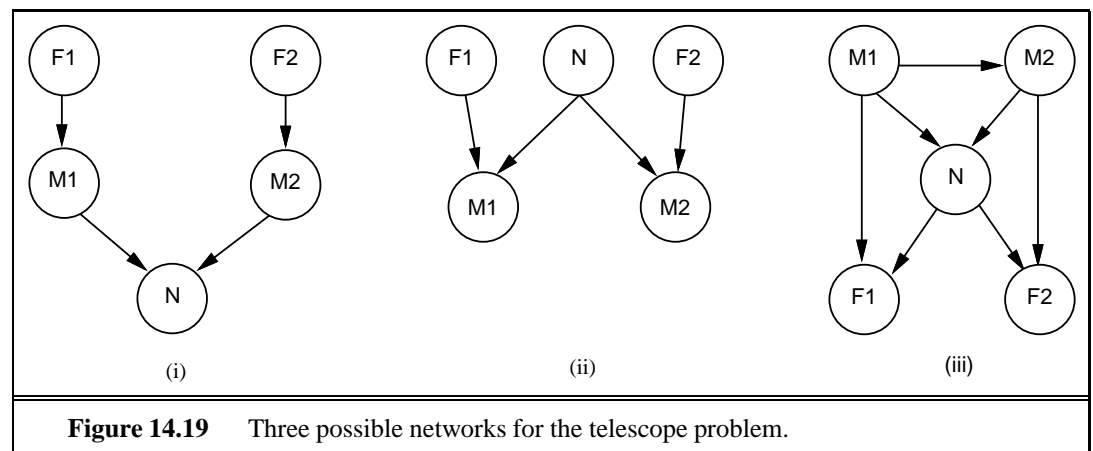 F1 F2 F1 N F2 M1 M2
M1 M2 M1 M2 N
N F1 F2
(i) (ii) (iii)
Figure 14.19 Three possible networks for the telescope problem.